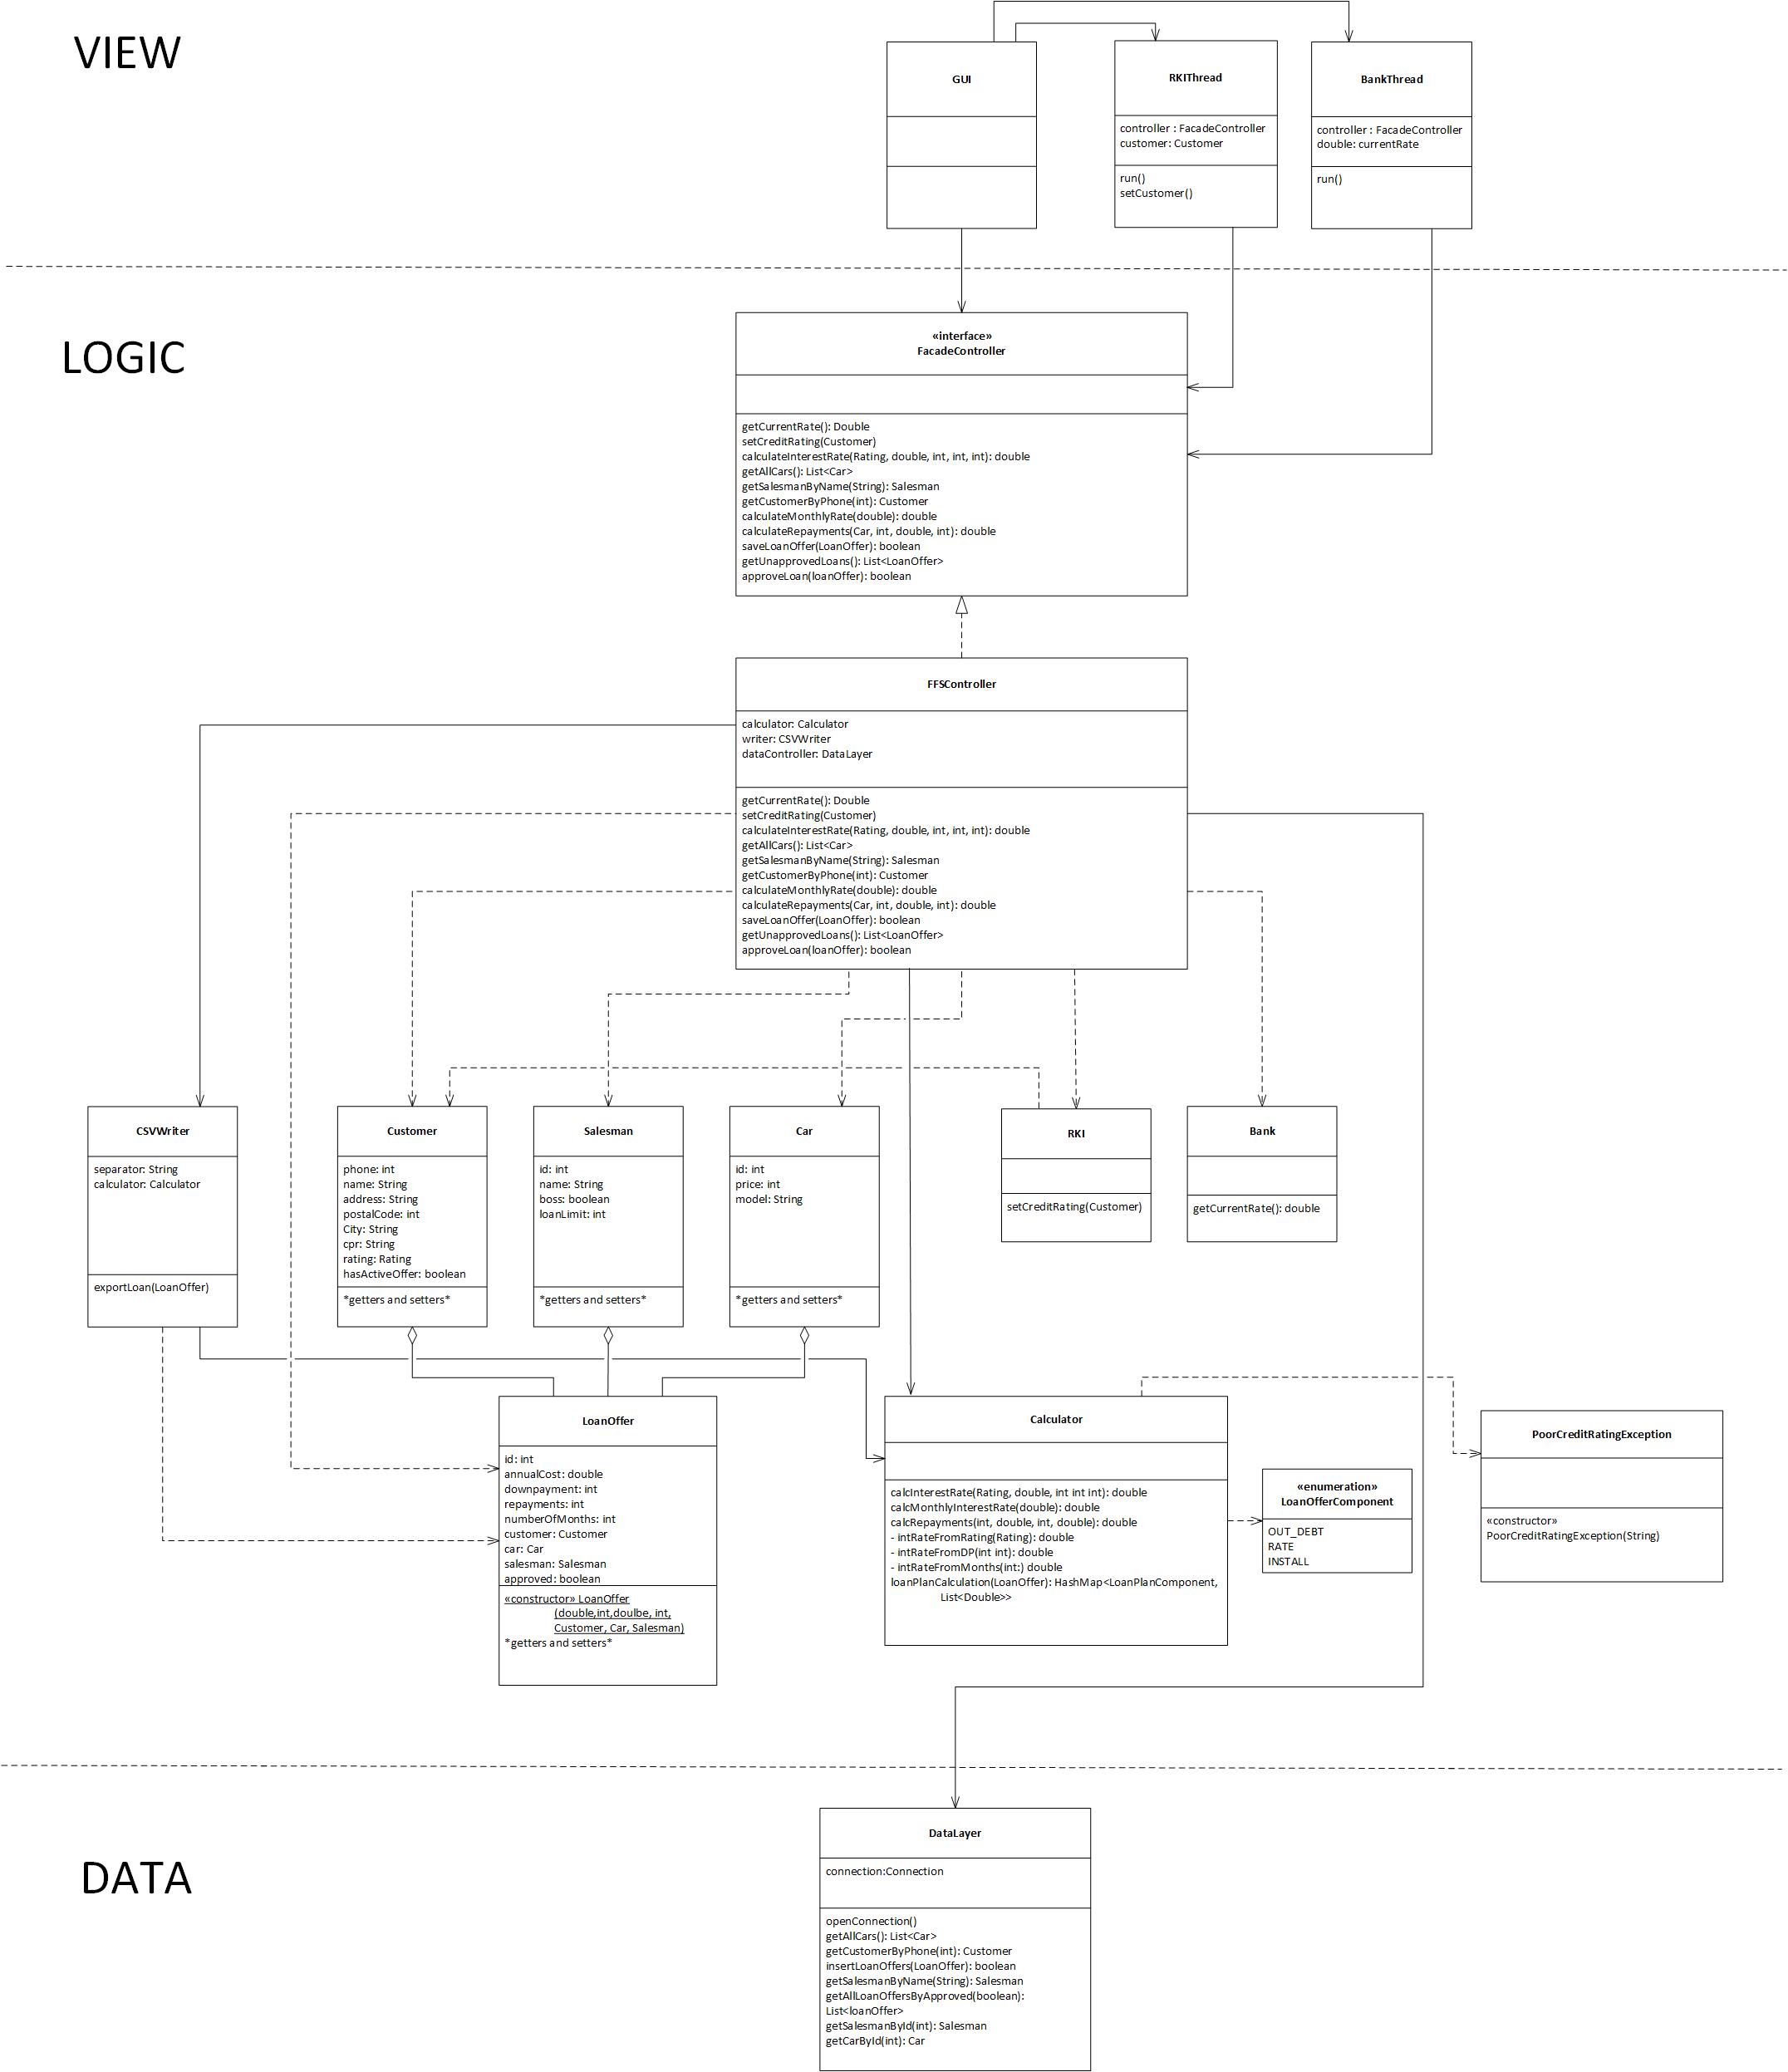 VIEW
GUI
RKIThread
controller : FacadeController
customer: Customer
run()
setCustomer()
BankThread
controller : FacadeController
double: currentRate
run()
LOGIC
«interface»
FacadeController
getCurrentRate(): Double
setCreditRating(Customer)
calculateInterestRate(Rating, double, int, int, int): double
getAllCars(): List<Car>
getSalesmanByName(String): Salesman
getCustomerByPhone(int): Customer
calculateMonthlyRate(double): double
calculateRepayments(Car, int, double, int): double
saveLoanOffer(LoanOffer): boolean
getUnapprovedLoans(): List<LoanOffer>
approveLoan(loanOffer): boolean
FFSController
calculator: Calculator
writer: CSVWriter
dataController: DataLayer
getCurrentRate(): Double
setCreditRating(Customer)
calculateInterestRate(Rating, double, int, int, int): double
getAllCars(): List<Car>
getSalesmanByName(String): Salesman
getCustomerByPhone(int): Customer
calculateMonthlyRate(double): double
calculateRepayments(Car, int, double, int): double
saveLoanOffer(LoanOffer): boolean
getUnapprovedLoans(): List<LoanOffer>
approveLoan(loanOffer): boolean
CSVWriter
separator: String
calculator: Calculator
exportLoan(LoanOffer)
Customer
phone: int
name: String
address: String
postalCode: int
City: String
cpr: String
rating: Rating
hasActiveOffer: boolean
*getters and setters*
Salesman
id: int
name: String
boss: boolean
loanLimit: int
*getters and setters*
Car
id: int
price: int
model: String
*getters and setters*
RKI
setCreditRating(Customer)
Bank
getCurrentRate(): double
LoanOffer
id: int
annualCost: double
downpayment: int
repayments: int
numberOfMonths: int
customer: Customer
car: Car
salesman: Salesman
approved: boolean
«constructor» LoanOffer
(double,int,doulbe, int,
Customer, Car, Salesman)
*getters and setters*
Calculator
calcInterestRate(Rating, double, int int int): double
calcMonthlyInterestRate(double): double
calcRepayments(int, double, int, double): double
- intRateFromRating(Rating): double
- intRateFromDP(int int): double
- intRateFromMonths(int:) double
loanPlanCalculation(LoanOffer): HashMap<LoanPlanComponent,
List<Double>>
«enumeration»
LoanOfferComponent
OUT_DEBT
RATE
INSTALL
PoorCreditRatingException
«constructor»
PoorCreditRatingException(String)
DATA
DataLayer
connection:Connection
openConnection()
getAllCars(): List<Car>
getCustomerByPhone(int): Customer
insertLoanOffers(LoanOffer): boolean
getSalesmanByName(String): Salesman
getAllLoanOffersByApproved(boolean):
List<loanOffer>
getSalesmanById(int): Salesman
getCarById(int): Car